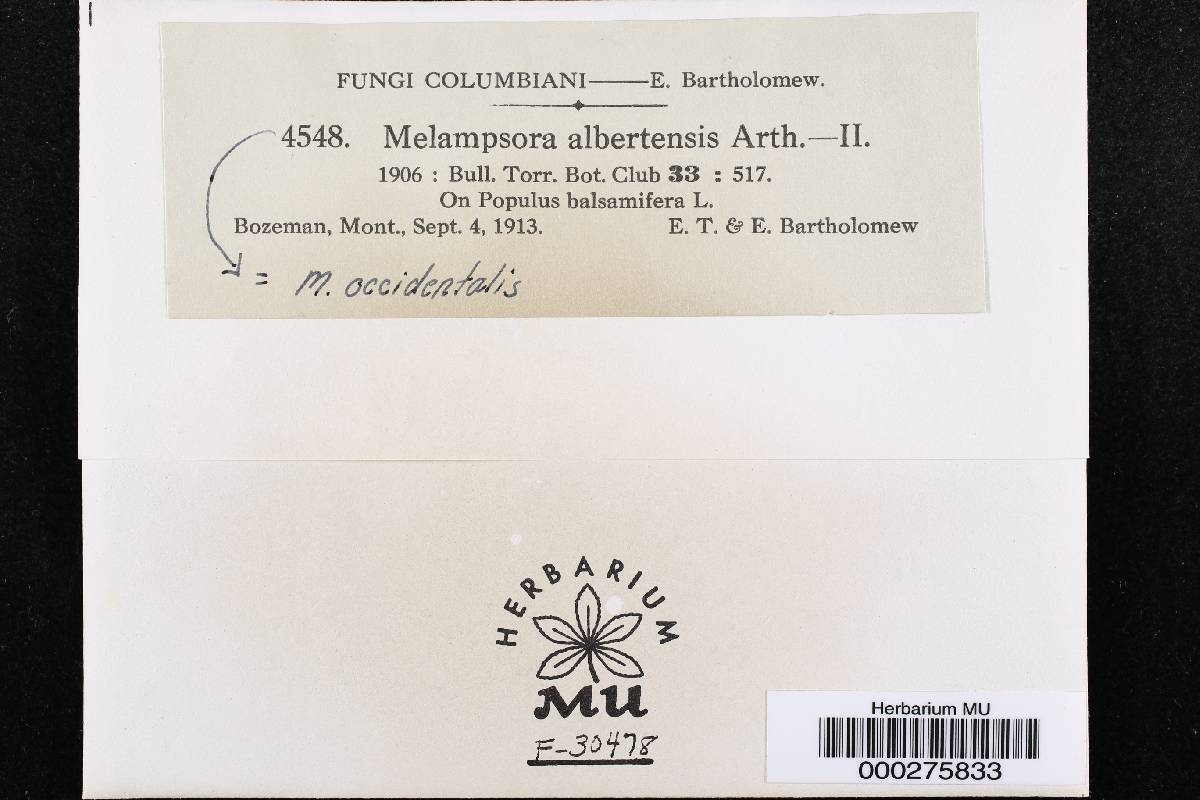 FUNGI COLUMBIANI——E. Bartholomew.
4548. Melampsora albertensis Arth.—II.
1906 : Bull. Torr. Bot. Club 33 : 517.
On Populus balsamifera L.
Bozeman, Mont., Sept. 4, 1913. E. T. & E. Bartholomew
= M. occidentalis
HERBARIUM
MU
F-30478
Herbarium MU
000275833